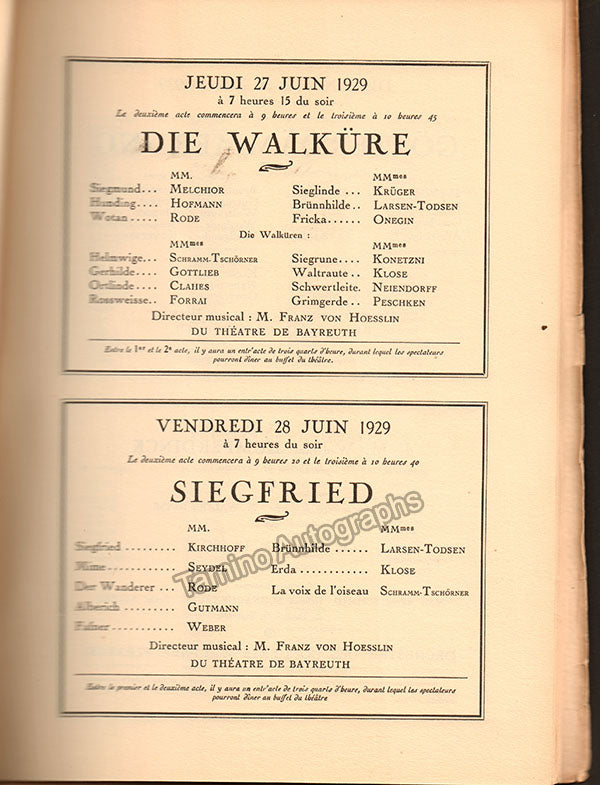 JEUDI 27 JUIN 1929
à 7 heures 15 du soir
Le deuxième acte commencera à 9 heures et le troisième à 10 heures 45
DIE WALKÜRE
MM. MMmes
Siegmund... MELCHIOR Sieglinde ... KRÜGER
Hunding.... HOFMANN Brünnhilde.. LARSEN-TODSEN
Wotan..... RODE Fricka...... ONEGIN
Die Walküren :
MMmes MMmes
Helmwige... SCHRAMM-TSCHÖRNER Siegrune.... KONETZNI
Gerhilde.... GOTTLIEB Waltraute.. KLOSE
Ortlinde.... CLAHES Schwertleite. NEIENDORFF
Rossweisse.. FORRAI Grimgerde.. PESCHKEN
Directeur musical : M. FRANZ VON HOESSLIN
DU THÉATRE DE BAYREUTH
Entre le 1er et le 2e acte, il y aura un entr'acte de trois quarts d'heure, durant lequel les spectateurs
pourront dîner au buffet du théâtre.
VENDREDI 28 JUIN 1929
à 7 heures du soir
Le deuxième acte commencera à 9 heures 20 et le troisième à 10 heures 40
SIEGFRIED
MM. MMmes
Siegfried ......... KIRCHHOFF Brünnhilde ...... LARSEN-TODSEN
Mime ........... SEYDEL Erda ............ KLOSE
Der Wanderer ... RODE La voix de l'oiseau SCHRAMM-TSCHÖRNER
Alberich ......... GUTMANN
Fafner ........... WEBER
Directeur musical : M. FRANZ VON HOESSLIN
DU THÉATRE DE BAYREUTH
Entre le premier et le deuxième acte, il y aura un entr'acte de trois quarts d'heure, durant lequel les spectateurs
pourront dîner au buffet du théâtre
Tamino Autographs